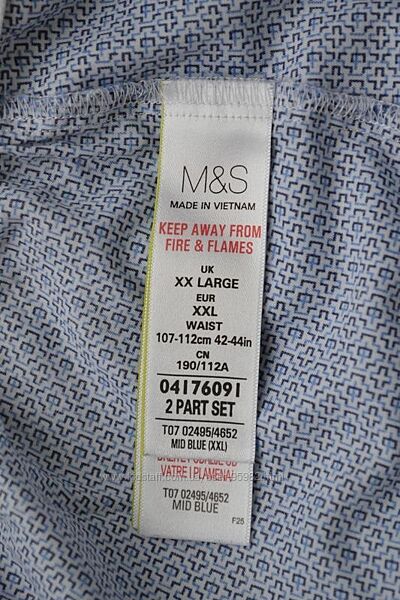 M&S
MADE IN VIETNAM
KEEP AWAY FROM
FIRE & FLAMES
UK
XX LARGE
EUR
XXL
WAIST
107-112cm 42-44in
CN
190/112A
04176091
2 PART SET
T07 02495/4652
MID BLUE (XXL)
VATRE I PLAMENA!
T07 02495/4652
MID BLUE
F25